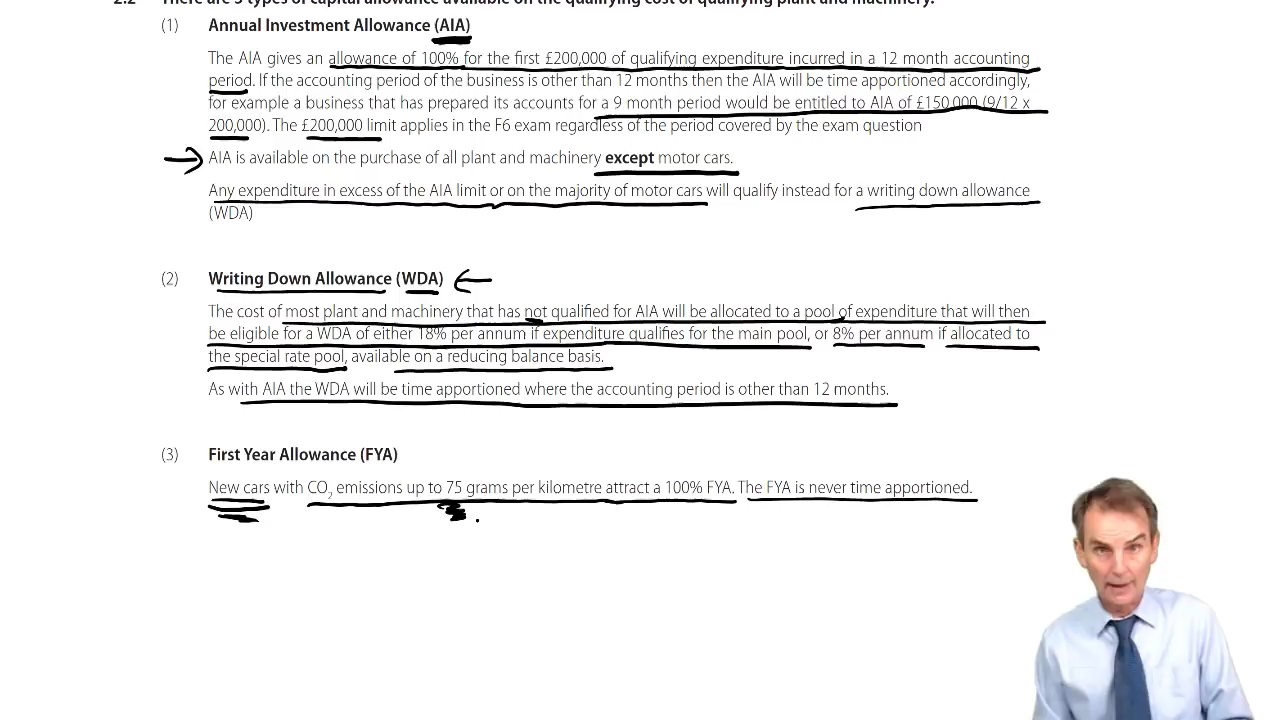 2.2 There are 3 types of capital allowance available on the qualifying cost of qualifying plant and machinery.
(1) Annual Investment Allowance (AIA)
The AIA gives an allowance of 100% for the first £200,000 of qualifying expenditure incurred in a 12 month accounting
period. If the accounting period of the business is other than 12 months then the AIA will be time apportioned accordingly,
for example a business that has prepared its accounts for a 9 month period would be entitled to AIA of £150,000 (9/12 x
200,000). The £200,000 limit applies in the F6 exam regardless of the period covered by the exam question
AIA is available on the purchase of all plant and machinery except motor cars.
Any expenditure in excess of the AIA limit or on the majority of motor cars will qualify instead for a writing down allowance
(WDA)
(2) Writing Down Allowance (WDA)
The cost of most plant and machinery that has not qualified for AIA will be allocated to a pool of expenditure that will then
be eligible for a WDA of either 18% per annum if expenditure qualifies for the main pool, or 8% per annum if allocated to
the special rate pool, available on a reducing balance basis.
As with AIA the WDA will be time apportioned where the accounting period is other than 12 months.
(3) First Year Allowance (FYA)
New cars with CO₂ emissions up to 75 grams per kilometre attract a 100% FYA. The FYA is never time apportioned.